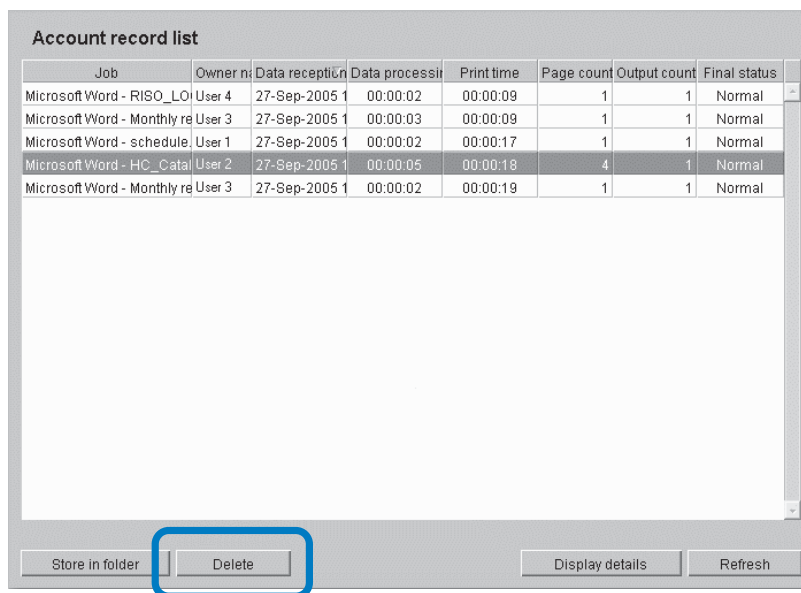 Account record list
Job Owner na Data reception Data processin Print time Page count Output count Final status
Microsoft Word - RISO_LO User 4 27-Sep-2005 1 00:00:02 00:00:09 1 1 Normal
Microsoft Word - Monthly re User 3 27-Sep-2005 1 00:00:03 00:00:09 1 1 Normal
Microsoft Word - schedule. User 1 27-Sep-2005 1 00:00:02 00:00:17 1 1 Normal
Microsoft Word - HC_Catal User 2 27-Sep-2005 1 00:00:05 00:00:18 4 1 Normal
Microsoft Word - Monthly re User 3 27-Sep-2005 1 00:00:02 00:00:19 1 1 Normal
Store in folder Delete Display details Refresh